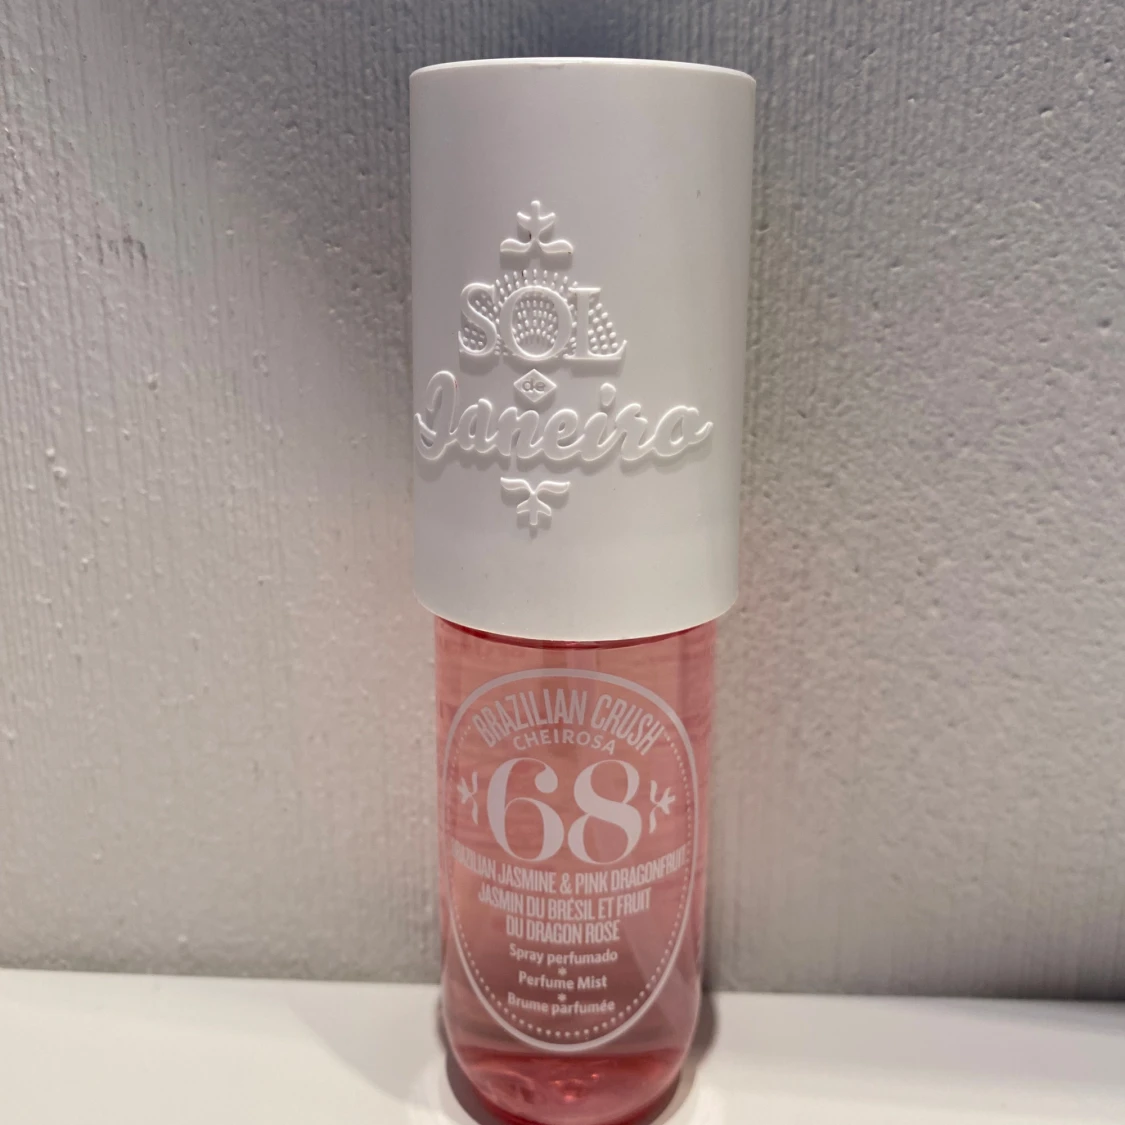 SOL
de
Janeiro
BRAZILIAN CRUSH
CHEIROSA
68
BRAZILIAN JASMINE & PINK DRAGONFRUIT
JASMIN DU BRÉSIL ET FRUIT
DU DRAGON ROSE
Spray perfumado
Perfume Mist
Brume parfumée